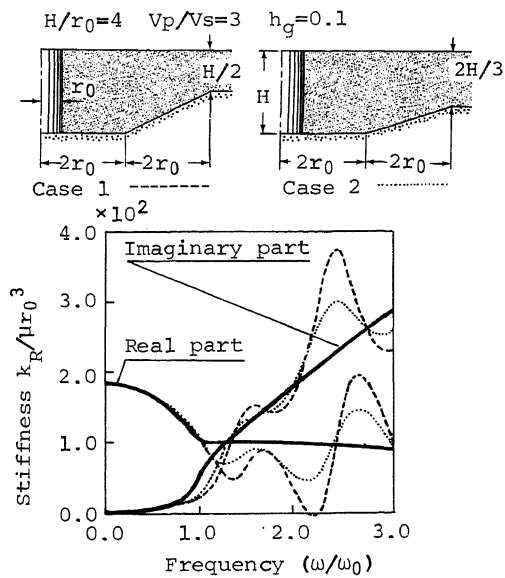 H/r₀=4 Vp/Vs=3 hg=0.1
r₀ H/2 H 2H/3
2r₀ 2r₀ 2r₀ 2r₀
Case 1 Case 2
×10²
4.0
Imaginary part
3.0
Real part
2.0
1.0
0.0
Stiffness kR/μr₀³
0.0 1.0 2.0 3.0
Frequency (ω/ω₀)